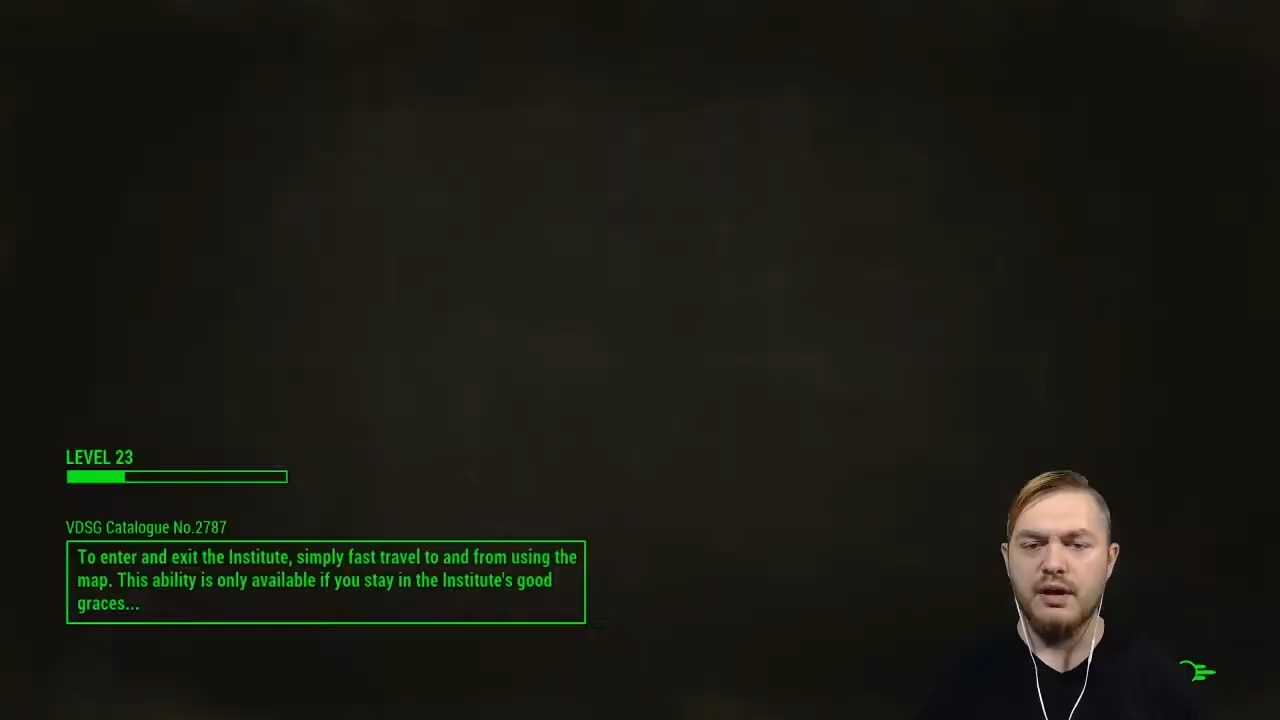 LEVEL 23
VDSG Catalogue No.2787
To enter and exit the Institute, simply fast travel to and from using the
map. This ability is only available if you stay in the Institute's good
graces...